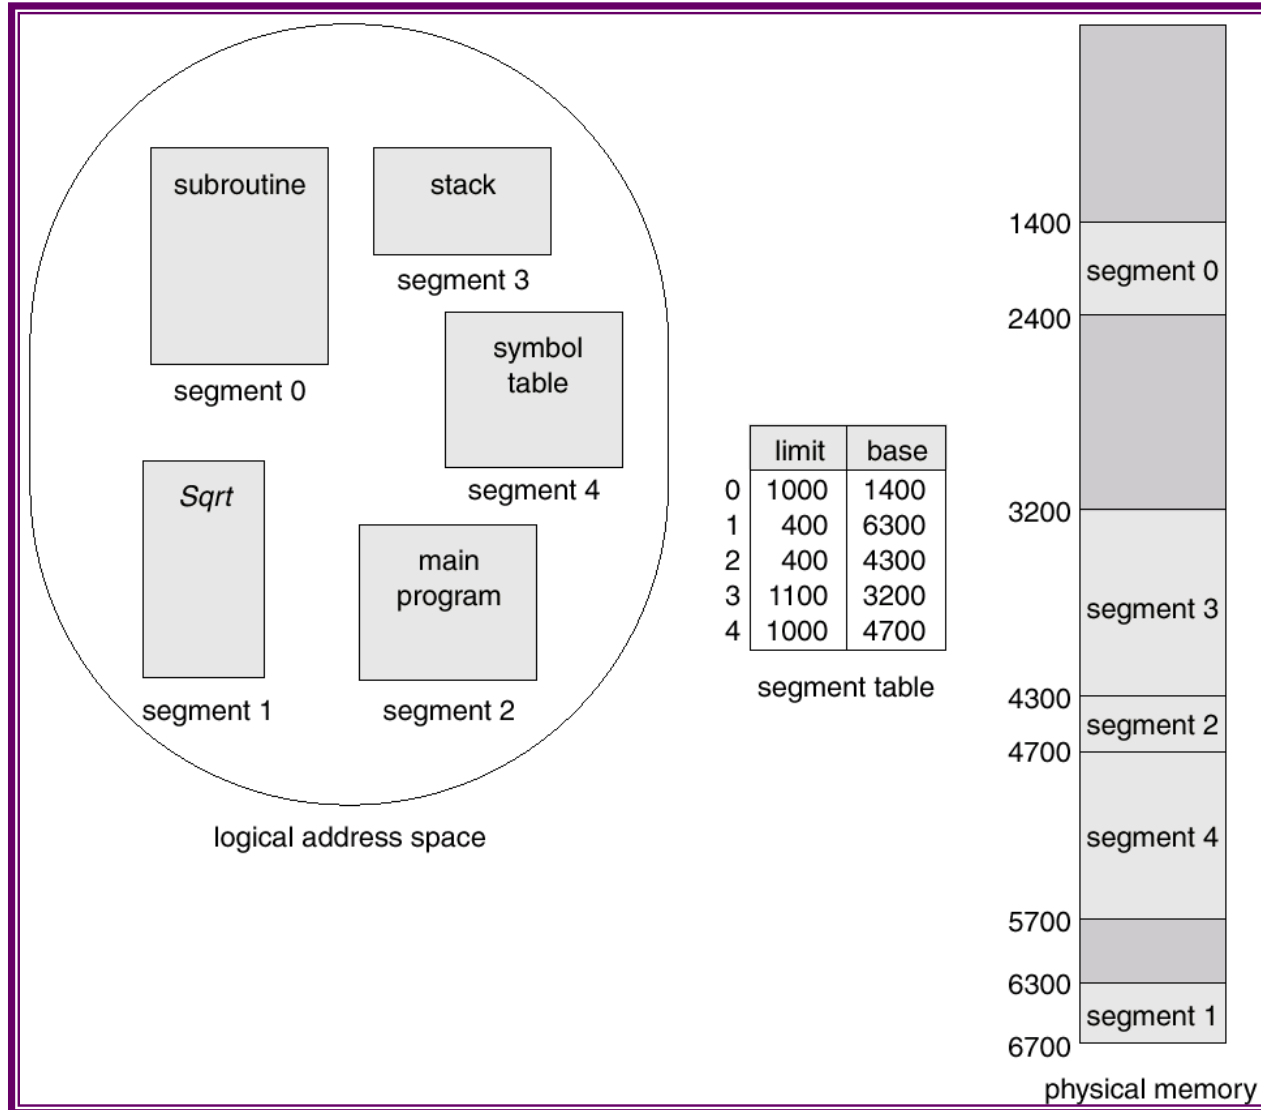 subroutine
segment 0
stack
segment 3
symbol
table
segment 4
Sqrt
segment 1
main
program
segment 2
logical address space
limit base
0 1000 1400
1 400 6300
2 400 4300
3 1100 3200
4 1000 4700
segment table
1400
segment 0
2400
3200
segment 3
4300
segment 2
4700
segment 4
5700
6300
segment 1
6700
physical memory